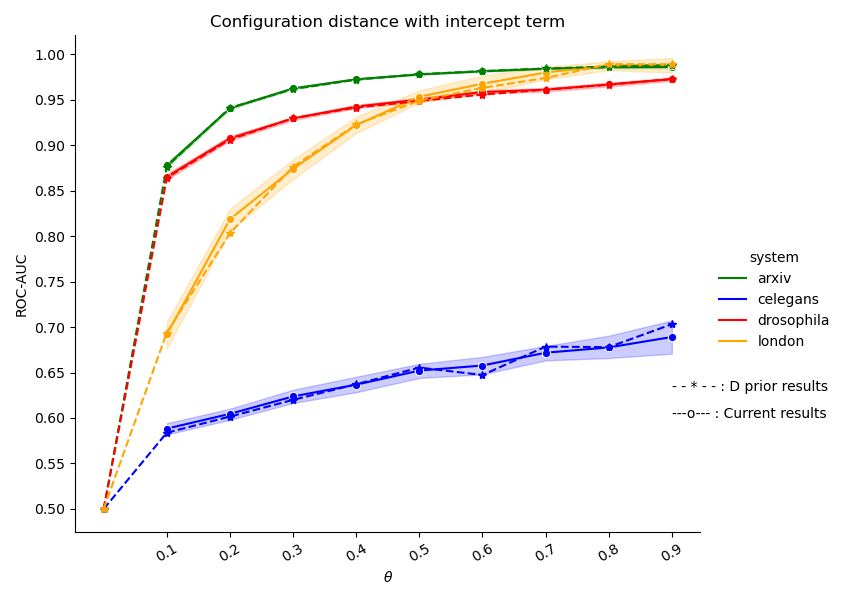 Configuration distance with intercept term
ROC-AUC
1.00
0.95
0.90
0.85
0.80
0.75
0.70
0.65
0.60
0.55
0.50
0.1
0.2
0.3
0.4
0.5
0.6
0.7
0.8
0.9
θ
system
arxiv
celegans
drosophila
london
- - * - - : D prior results
---o--- : Current results